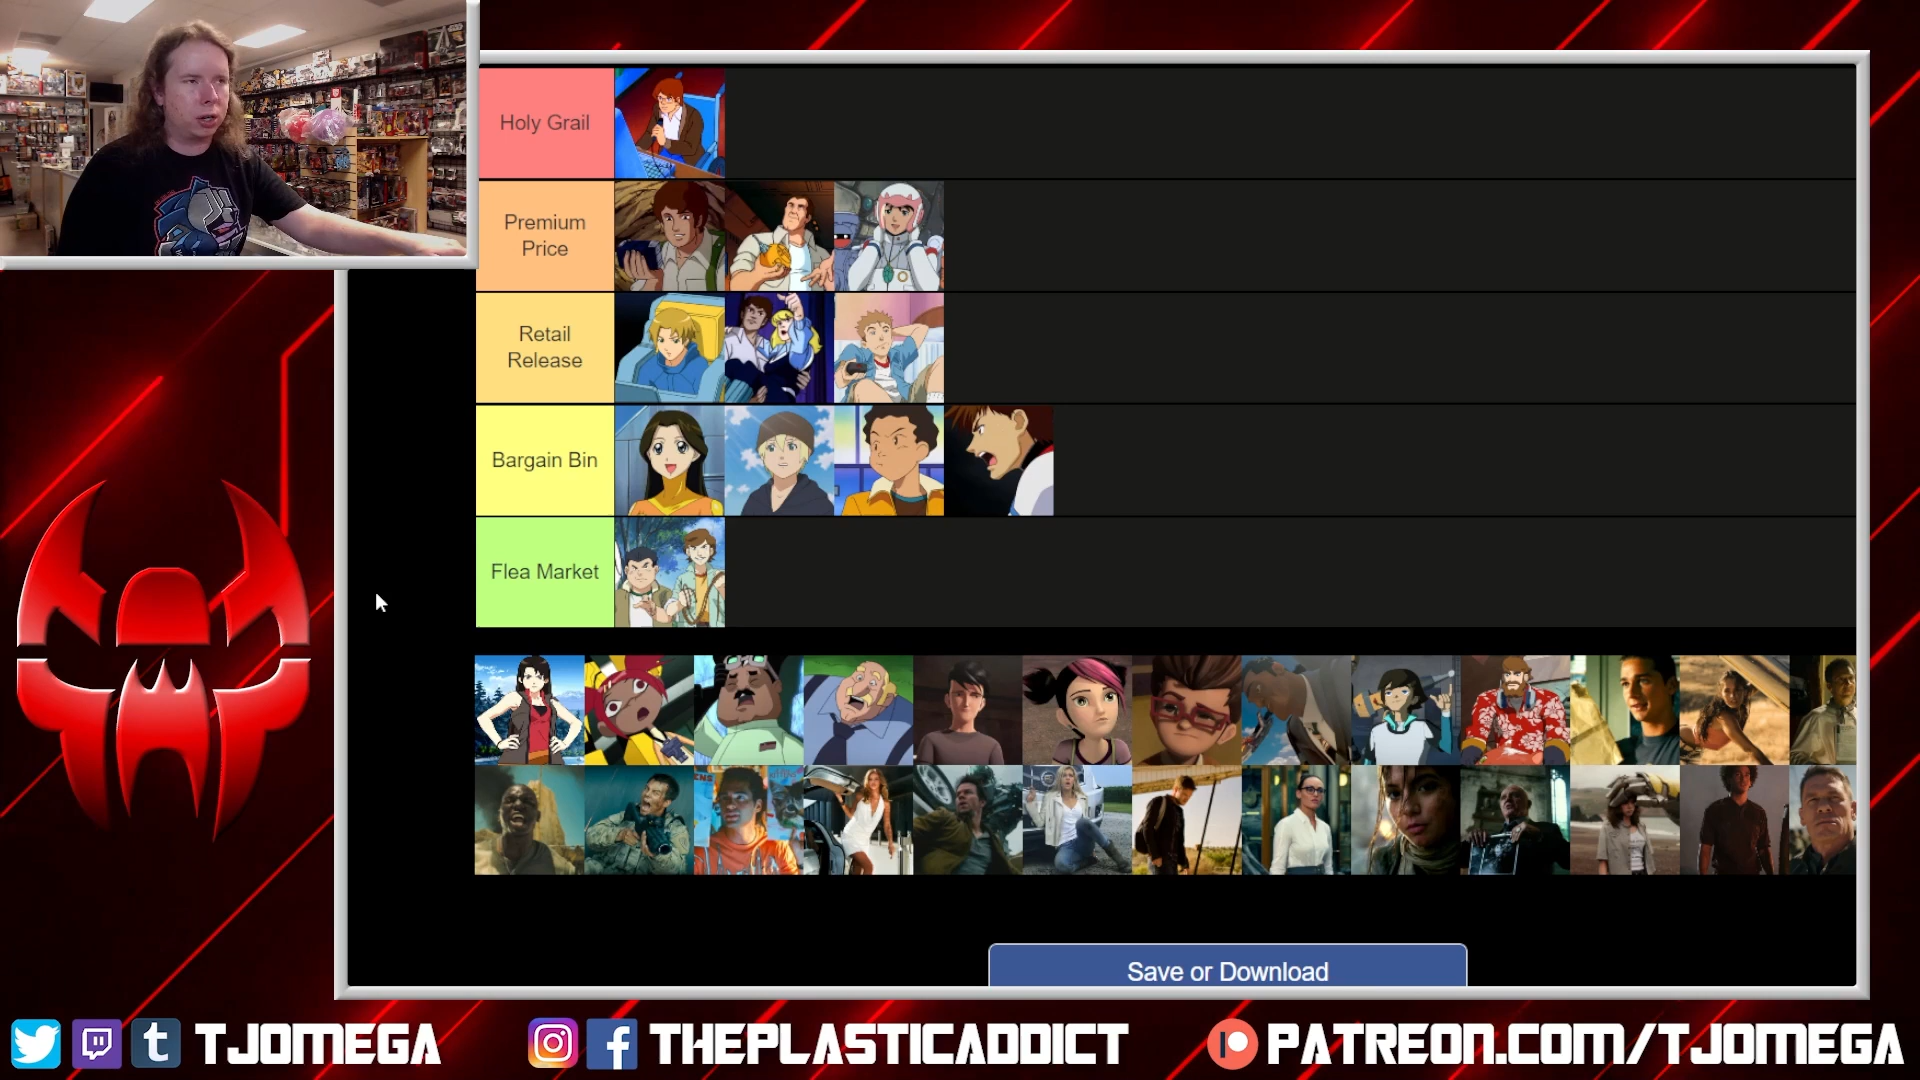 Holy Grail
Premium
Price
Retail
Release
Bargain Bin
Flea Market
Save or Download
TJOMEGA
THEPLASTICADDICT
PATREON.COM/TJOMEGA